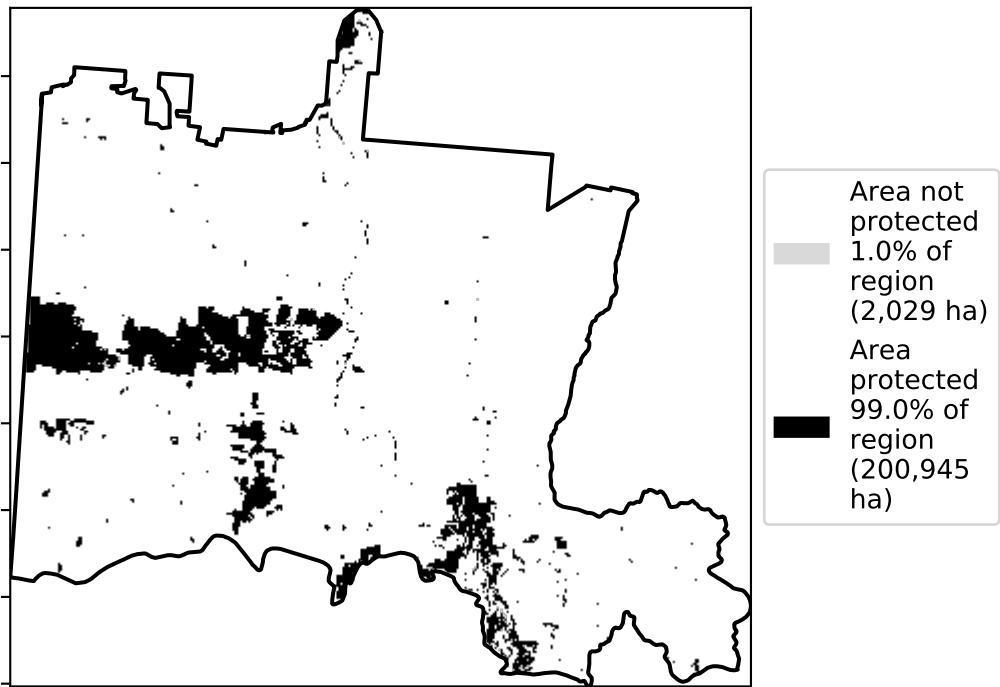 Area not
protected
1.0% of
region
(2,029 ha)
Area
protected
99.0% of
region
(200,945
ha)